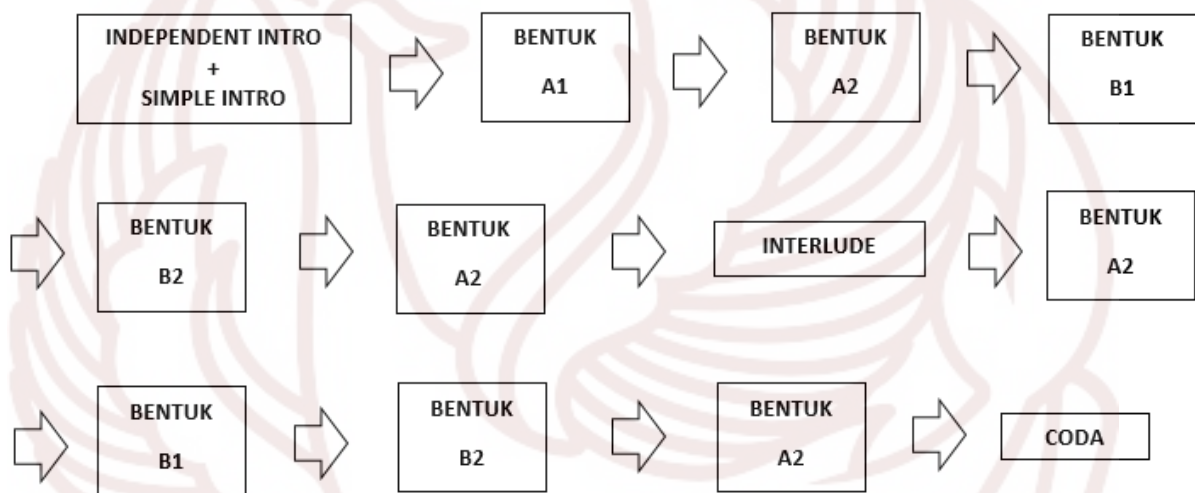 INDEPENDENT INTRO
+
SIMPLE INTRO
BENTUK
A1
BENTUK
A2
BENTUK
B1
BENTUK
B2
BENTUK
A2
INTERLUDE
BENTUK
A2
BENTUK
B1
BENTUK
B2
BENTUK
A2
CODA